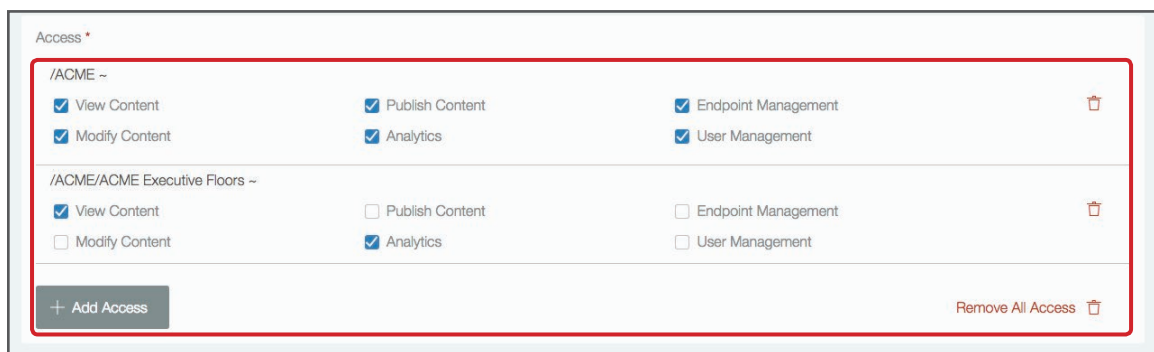 Access *
/ACME ~
View Content Publish Content Endpoint Management
Modify Content Analytics User Management
/ACME/ACME Executive Floors ~
View Content Publish Content Endpoint Management
Modify Content Analytics User Management
+ Add Access Remove All Access